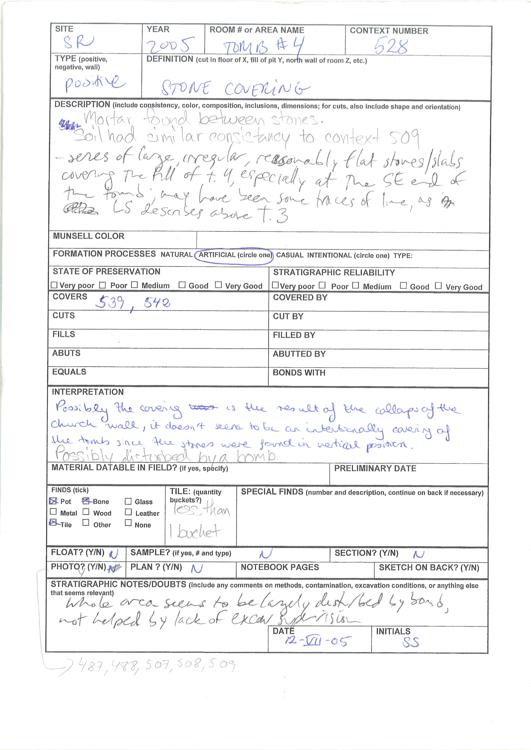 SITE YEAR ROOM # or AREA NAME CONTEXT NUMBER
SR 2005 TOMB #4 528
TYPE (positive, negative, wall) DEFINITION (cut in floor of X, fill of pit Y, north wall of room Z, etc.)
positive STONE COVERING
DESCRIPTION (include consistency, color, composition, inclusions, dimensions; for cuts, also include shape and orientation)
Mortar found between stones.
Soil had similar consistancy to context 509
- series of large, irregular, reasonably flat stones/slabs
covering the fill of t. 4, especially at the SE end of
the tomb; may have been some traces of lime, as
LS describes above T. 3
MUNSELL COLOR
FORMATION PROCESSES NATURAL ARTIFICIAL (circle one) CASUAL INTENTIONAL (circle one) TYPE:
STATE OF PRESERVATION STRATIGRAPHIC RELIABILITY
Very poor Poor Medium Good Very Good Very poor Poor Medium Good Very Good
COVERS 539, 542 COVERED BY
CUTS CUT BY
FILLS FILLED BY
ABUTS ABUTTED BY
EQUALS BONDS WITH
INTERPRETATION
Possibly the covering is the result of the collaps of the
church wall, it doesn't seem to be an intentionally covering of
the tombs since the stones were found in vertical position.
Possibly disturbed by a bomb.
MATERIAL DATABLE IN FIELD? (if yes, specify) PRELIMINARY DATE
FINDS (tick) TILE: (quantity buckets?) SPECIAL FINDS (number and description, continue on back if necessary)
Pot Bone Glass less than
Metal Wood Leather
Tile Other None 1 bucket
FLOAT? (Y/N) N SAMPLE? (if yes, # and type) N SECTION? (Y/N) N
PHOTO? (Y/N) PLAN ? (Y/N) N NOTEBOOK PAGES SKETCH ON BACK? (Y/N)
STRATIGRAPHIC NOTES/DOUBTS (Include any comments on methods, contamination, excavation conditions, or anything else
that seems relevant)
Whole area seems to be largely disturbed by bomb,
not helped by lack of excav supervision
DATE INITIALS
12-VII-05 SS
487, 488, 507, 508, 509